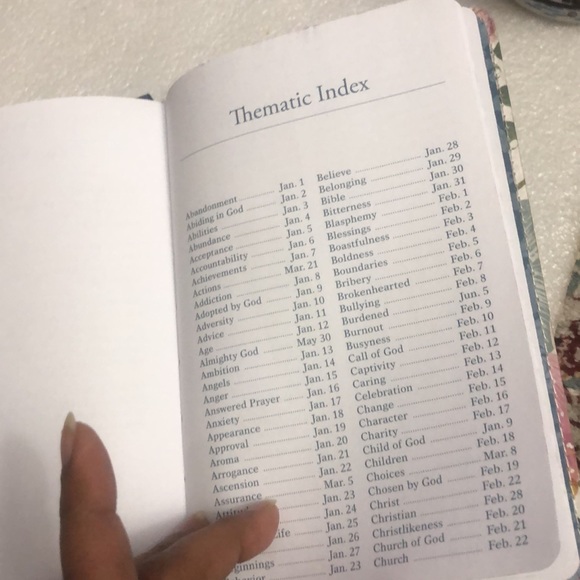 Thematic Index
Abandonment Jan. 1
Abiding in God Jan. 2
Abilities Jan. 3
Abundance Jan. 4
Acceptance Jan. 5
Accountability Jan. 6
Achievements Jan. 7
Actions Mar. 21
Addiction Jan. 8
Adopted by God Jan. 9
Adversity Jan. 10
Advice Jan. 11
Age Jan. 12
Almighty God May 30
Ambition Jan. 13
Angels Jan. 14
Anger Jan. 15
Answered Prayer Jan. 16
Anxiety Jan. 17
Appearance Jan. 18
Approval Jan. 19
Aroma Jan. 20
Arrogance Jan. 21
Ascension Jan. 22
Assurance Mar. 5
Jan. 23
Jan. 24
Life Jan. 25
Jan. 26
Jan. 27
Jan. 23
Believe Jan. 28
Belonging Jan. 29
Bible Jan. 30
Bitterness Jan. 31
Blasphemy Feb. 1
Blessings Feb. 2
Boastfulness Feb. 3
Boldness Feb. 4
Boundaries Feb. 5
Bribery Feb. 6
Brokenhearted Feb. 7
Bullying Feb. 8
Burdened Jun. 5
Burnout Feb. 9
Busyness Feb. 10
Call of God Feb. 11
Captivity Feb. 12
Caring Feb. 13
Celebration Feb. 14
Change Feb. 15
Character Feb. 16
Charity Feb. 17
Child of God Jan. 9
Children Feb. 18
Choices Mar. 8
Chosen by God Feb. 19
Christ Feb. 22
Christian Feb. 28
Christlikeness Feb. 20
Church of God Feb. 21
Church Feb. 22